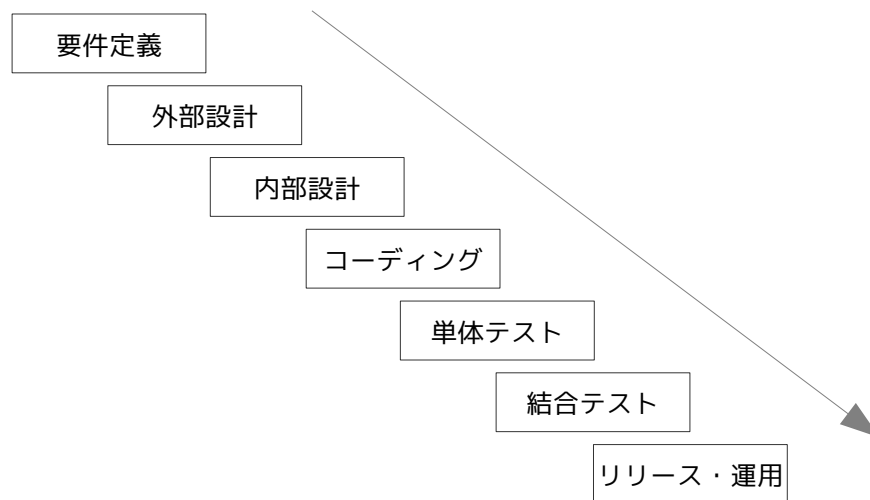 要件定義
外部設計
内部設計
コーディング
単体テスト
結合テスト
リリース・運用